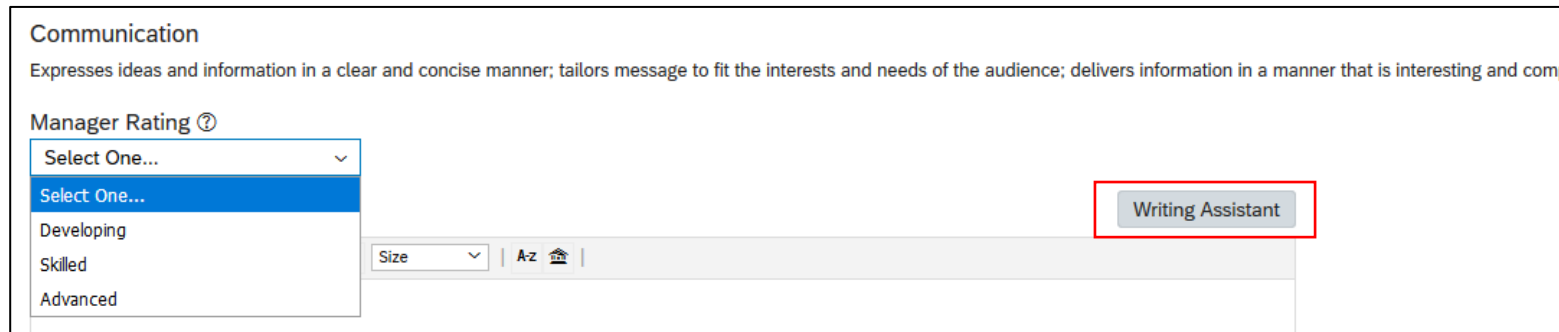 Communication
Expresses ideas and information in a clear and concise manner; tailors message to fit the interests and needs of the audience; delivers information in a manner that is interesting and
Manager Rating ?
Select One...
Select One...
Developing
Skilled
Advanced
Writing Assistant
Size A-z